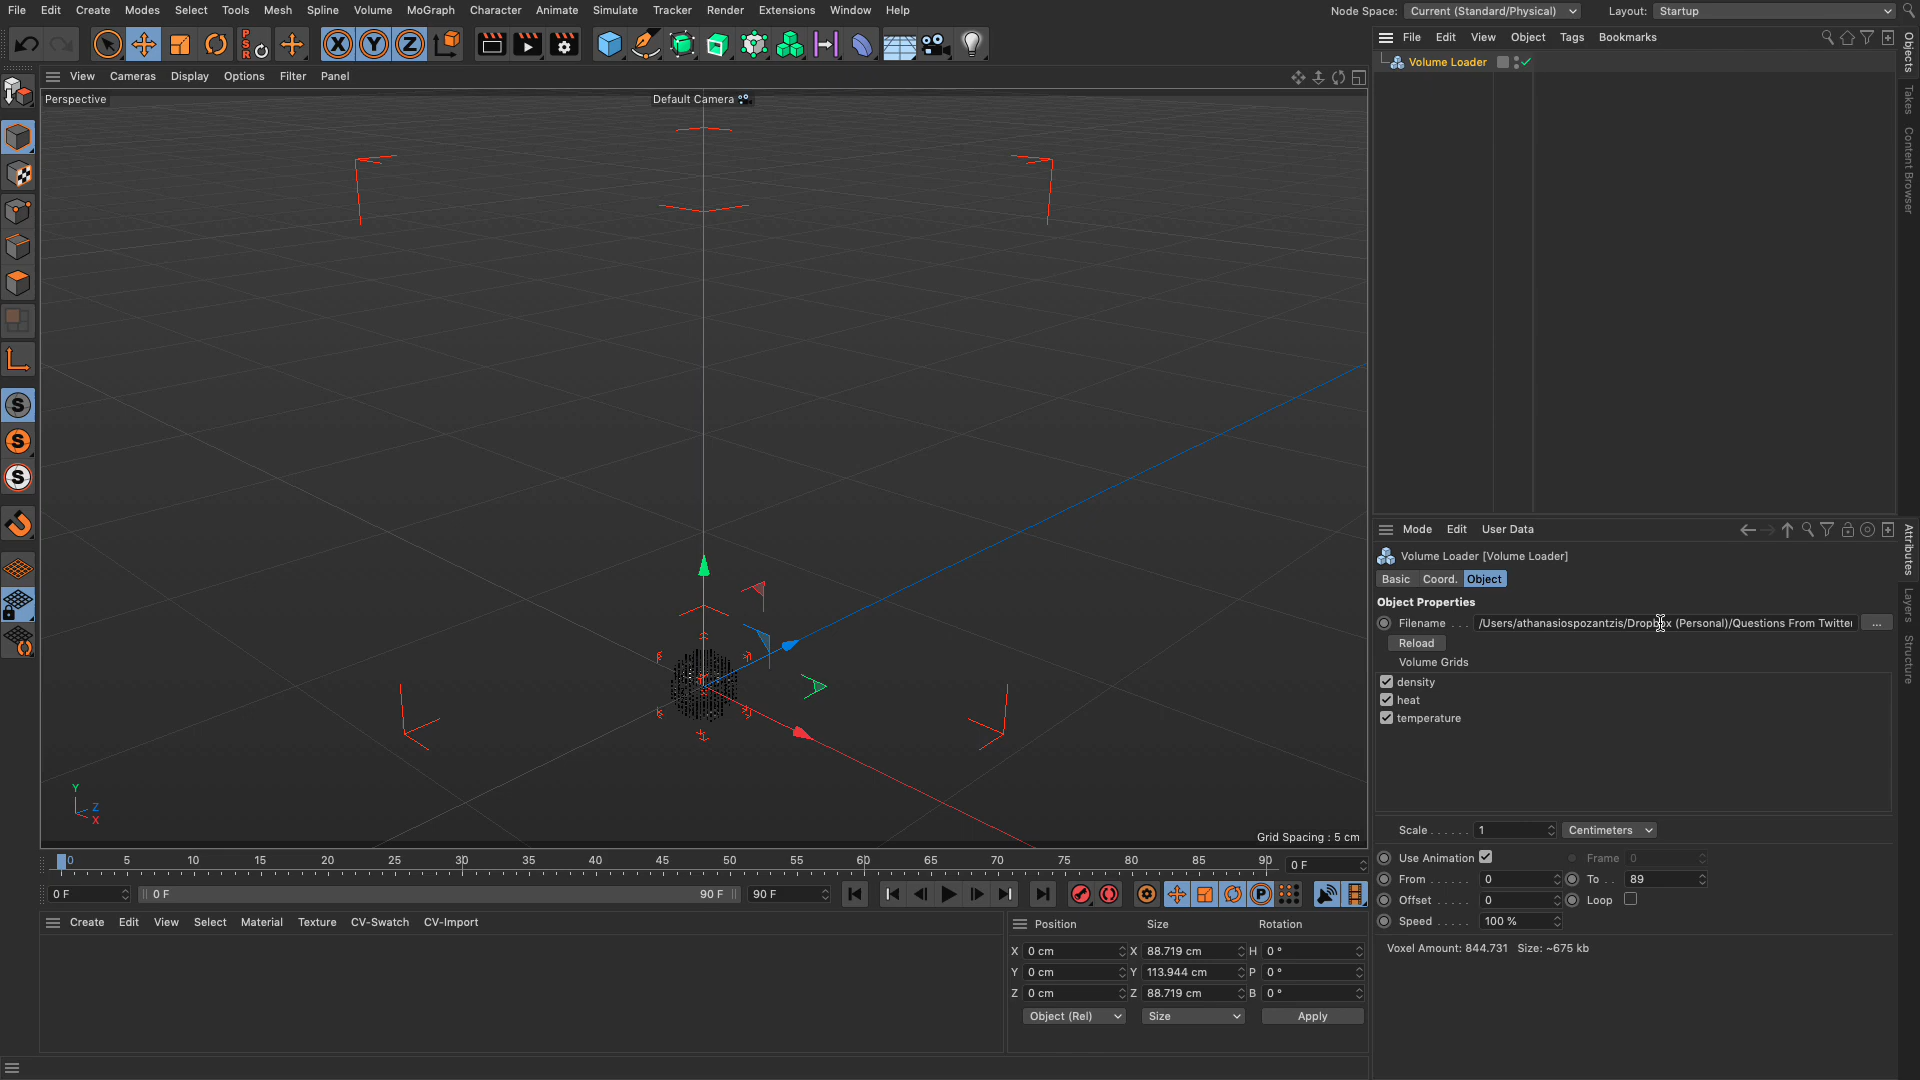 File Edit Create Modes Select Tools Mesh Spline Volume MoGraph Character Animate Simulate Tracker Render Extensions Window Help
Node Space: Current (Standard/Physical) Layout: Startup
X Y Z
PSR
File Edit View Object Tags Bookmarks
View Cameras Display Options Filter Panel
Volume Loader
Objects
Takes
Content Browser
Perspective
Default Camera
S
S
S
Y
Z
X
Grid Spacing : 5 cm
Mode Edit User Data
Volume Loader [Volume Loader]
Basic Coord. Object
Object Properties
Filename . . . /Users/athanasiospozantzis/Dropbox (Personal)/Questions From Twitter ...
Reload
Volume Grids
density
heat
temperature
Scale . . . . . . 1 Centimeters
Use Animation Frame 0
From . . . . . . 0 To . . 89
Offset . . . . . 0 Loop
Speed . . . . . 100 %
Voxel Amount: 844.731 Size: ~675 kb
Attributes
Layers
Structure
0 5 10 15 20 25 30 35 40 45 50 55 60 65 70 75 80 85 90 0 F
0 F 0 F 90 F 90 F P
Create Edit View Select Material Texture CV-Swatch CV-Import
Position Size Rotation
X 0 cm X 88.719 cm H 0 °
Y 0 cm Y 113.944 cm P 0 °
Z 0 cm Z 88.719 cm B 0 °
Object (Rel) Size Apply